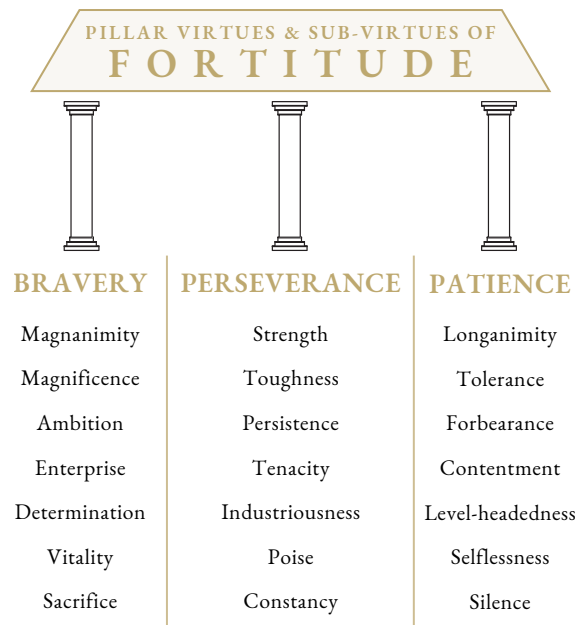 PILLAR VIRTUES & SUB-VIRTUES OF
FORTITUDE
BRAVERY
Magnanimity
Magnificence
Ambition
Enterprise
Determination
Vitality
Sacrifice
PERSEVERANCE
Strength
Toughness
Persistence
Tenacity
Industriousness
Poise
Constancy
PATIENCE
Longanimity
Tolerance
Forbearance
Contentment
Level-headedness
Selflessness
Silence